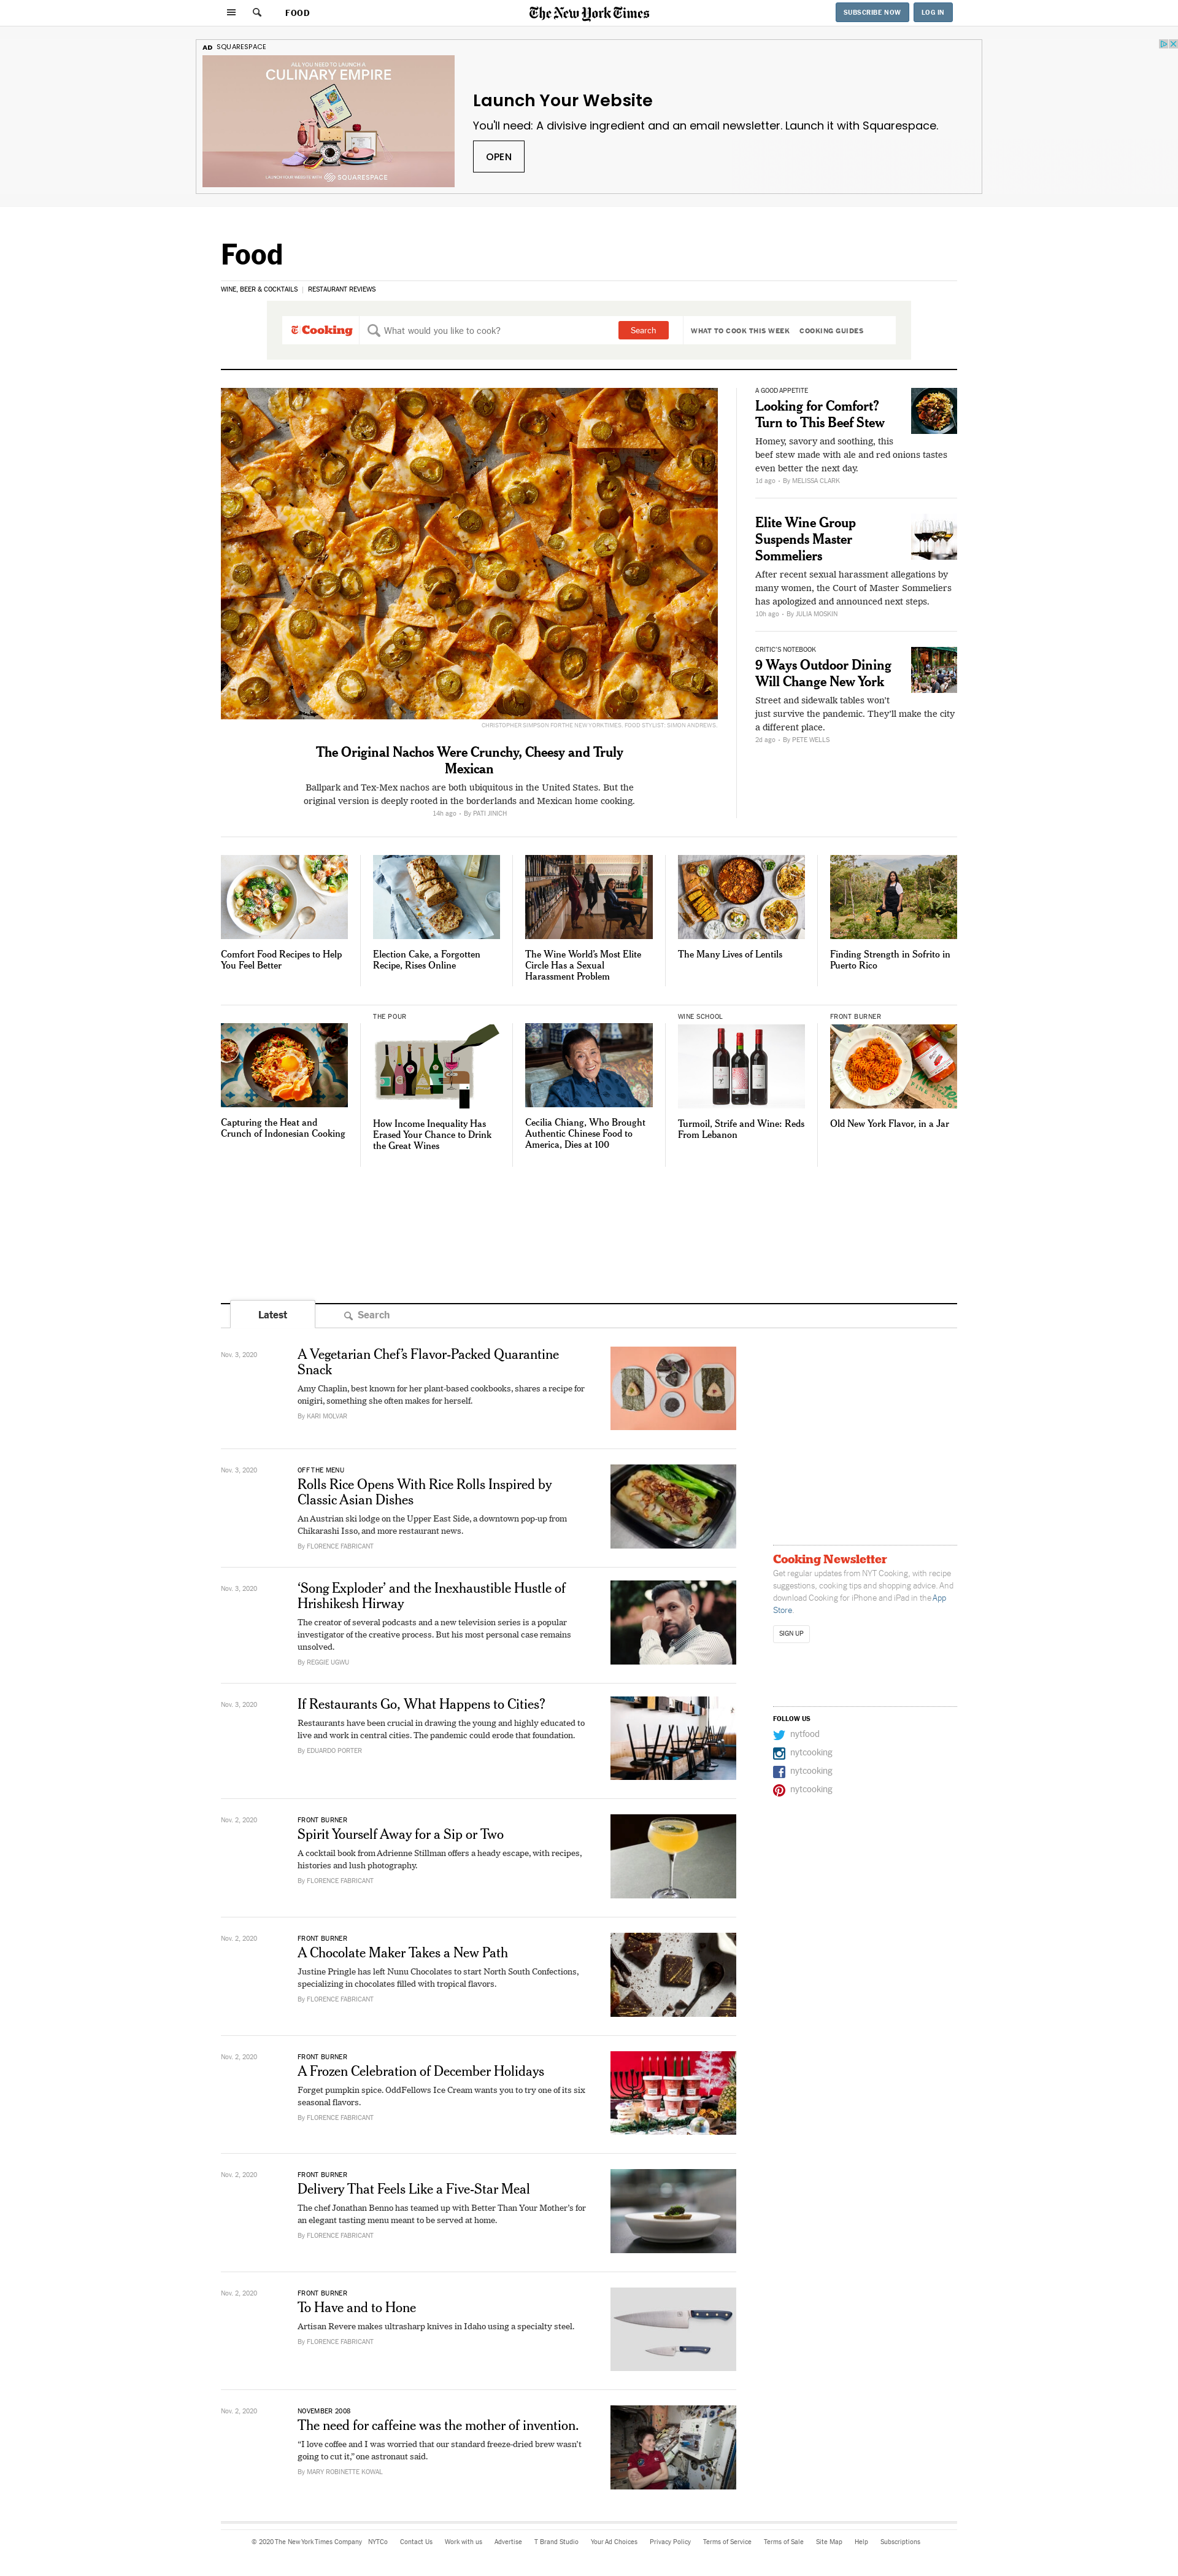 FOOD
The New York Times
SUBSCRIBE NOW
LOG IN
AD SQUARESPACE
ALL YOU NEED TO LAUNCH A
CULINARY EMPIRE
LAUNCH YOUR WEBSITE WITH SQUARESPACE
Launch Your Website
You'll need: A divisive ingredient and an email newsletter. Launch it with Squarespace.
OPEN
Food
WINE, BEER & COCKTAILS | RESTAURANT REVIEWS
T Cooking
What would you like to cook?
Search
WHAT TO COOK THIS WEEK
COOKING GUIDES
CHRISTOPHER SIMPSON FOR THE NEW YORK TIMES. FOOD STYLIST: SIMON ANDREWS.
The Original Nachos Were Crunchy, Cheesy and Truly
Mexican
Ballpark and Tex-Mex nachos are both ubiquitous in the United States. But the
original version is deeply rooted in the borderlands and Mexican home cooking.
14h ago • By PATI JINICH
A GOOD APPETITE
Looking for Comfort?
Turn to This Beef Stew
Homey, savory and soothing, this
beef stew made with ale and red onions tastes
even better the next day.
1d ago • By MELISSA CLARK
Elite Wine Group
Suspends Master
Sommeliers
After recent sexual harassment allegations by
many women, the Court of Master Sommeliers
has apologized and announced next steps.
10h ago • By JULIA MOSKIN
CRITIC'S NOTEBOOK
9 Ways Outdoor Dining
Will Change New York
Street and sidewalk tables won't
just survive the pandemic. They'll make the city
a different place.
2d ago • By PETE WELLS
Comfort Food Recipes to Help
You Feel Better
Election Cake, a Forgotten
Recipe, Rises Online
The Wine World's Most Elite
Circle Has a Sexual
Harassment Problem
The Many Lives of Lentils
Finding Strength in Sofrito in
Puerto Rico
Capturing the Heat and
Crunch of Indonesian Cooking
THE POUR
How Income Inequality Has
Erased Your Chance to Drink
the Great Wines
Cecilia Chiang, Who Brought
Authentic Chinese Food to
America, Dies at 100
WINE SCHOOL
Turmoil, Strife and Wine: Reds
From Lebanon
FRONT BURNER
Old New York Flavor, in a Jar
Latest
Search
Nov. 3, 2020
A Vegetarian Chef's Flavor-Packed Quarantine
Snack
Amy Chaplin, best known for her plant-based cookbooks, shares a recipe for
onigiri, something she often makes for herself.
By KARI MOLVAR
Nov. 3, 2020
OFF THE MENU
Rolls Rice Opens With Rice Rolls Inspired by
Classic Asian Dishes
An Austrian ski lodge on the Upper East Side, a downtown pop-up from
Chikarashi Isso, and more restaurant news.
By FLORENCE FABRICANT
Nov. 3, 2020
‘Song Exploder’ and the Inexhaustible Hustle of
Hrishikesh Hirway
The creator of several podcasts and a new television series is a popular
investigator of the creative process. But his most personal case remains
unsolved.
By REGGIE UGWU
Nov. 3, 2020
If Restaurants Go, What Happens to Cities?
Restaurants have been crucial in drawing the young and highly educated to
live and work in central cities. The pandemic could erode that foundation.
By EDUARDO PORTER
Nov. 2, 2020
FRONT BURNER
Spirit Yourself Away for a Sip or Two
A cocktail book from Adrienne Stillman offers a heady escape, with recipes,
histories and lush photography.
By FLORENCE FABRICANT
Nov. 2, 2020
FRONT BURNER
A Chocolate Maker Takes a New Path
Justine Pringle has left Nunu Chocolates to start North South Confections,
specializing in chocolates filled with tropical flavors.
By FLORENCE FABRICANT
Nov. 2, 2020
FRONT BURNER
A Frozen Celebration of December Holidays
Forget pumpkin spice. OddFellows Ice Cream wants you to try one of its six
seasonal flavors.
By FLORENCE FABRICANT
Nov. 2, 2020
FRONT BURNER
Delivery That Feels Like a Five-Star Meal
The chef Jonathan Benno has teamed up with Better Than Your Mother's for
an elegant tasting menu meant to be served at home.
By FLORENCE FABRICANT
Nov. 2, 2020
FRONT BURNER
To Have and to Hone
Artisan Revere makes ultrasharp knives in Idaho using a specialty steel.
By FLORENCE FABRICANT
Nov. 2, 2020
NOVEMBER 2008
The need for caffeine was the mother of invention.
“I love coffee and I was worried that our standard freeze-dried brew wasn't
going to cut it,” one astronaut said.
By MARY ROBINETTE KOWAL
Cooking Newsletter
Get regular updates from NYT Cooking, with recipe
suggestions, cooking tips and shopping advice. And
download Cooking for iPhone and iPad in the App
Store.
SIGN UP
FOLLOW US
nytfood
nytcooking
nytcooking
nytcooking
© 2020 The New York Times Company NYTCo Contact Us Work with us Advertise T Brand Studio Your Ad Choices Privacy Policy Terms of Service Terms of Sale Site Map Help Subscriptions